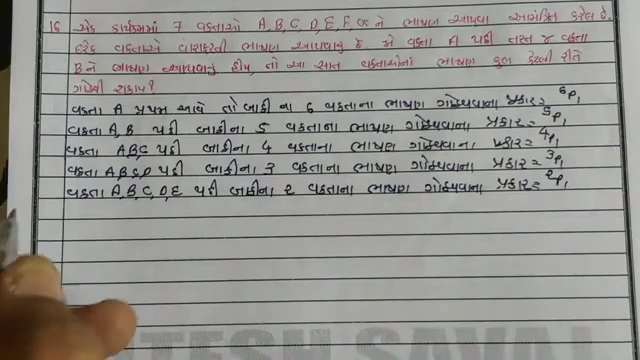 16 એક કાર્યક્રમમાં 7 વક્તાઓ A, B, C, D, E, F, G ને ભાષણ આપવા આમંત્રિત કરેલ છે.
દરેક વક્તાએ વારાફરતી ભાષણ આપવાનું છે. જો વક્તા A પછી તરત જ વક્તા
B ને ભાષણ આપવાનું હોય, તો આ સાત વક્તાઓના ભાષણ કુલ કેટલી રીતે
ગોઠવી શકાય?
વક્તા A પ્રથમ આવે તો બાકી ના 6 વક્તાના ભાષણ ગોઠવવાના પ્રકાર = ⁶P₁
વક્તા A, B પછી બાકીના 5 વક્તાના ભાષણ ગોઠવવાના પ્રકાર = ⁵P₁
વક્તા ABC પછી બાકીના 4 વક્તાના ભાષણ ગોઠવવાના પ્રકાર = ⁴P₁
વક્તા A,B,C,D પછી બાકીના 3 વક્તાના ભાષણ ગોઠવવાના પ્રકાર = ³P₁
વક્તા A, B, C, D, E પછી બાકીના 2 વક્તાના ભાષણ ગોઠવવાના પ્રકાર = ²P₁